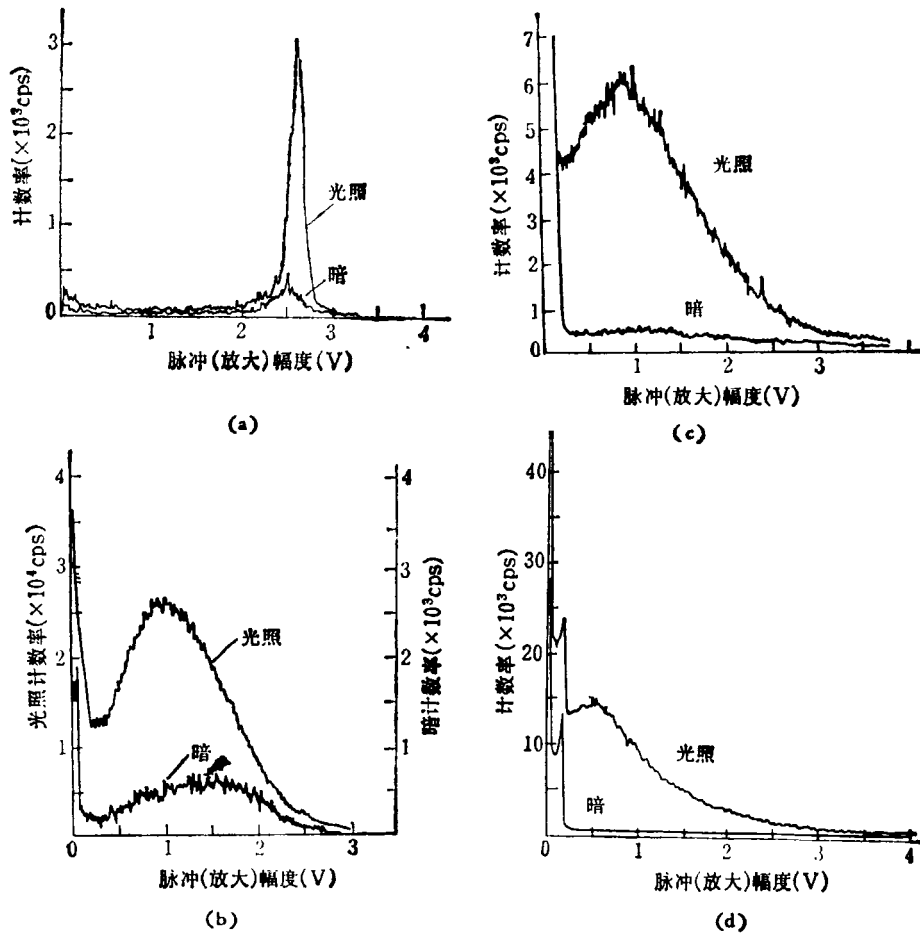 计数率(×10³cps)
3
2
1
0
1
2
3
4
光照
暗
脉冲(放大)幅度(V)
(a)
计数率(×10³cps)
7
6
5
4
3
2
1
0
1
2
3
光照
暗
脉冲(放大)幅度(V)
(c)
光照计数率(×10⁴cps)
4
3
2
1
0
1
2
3
光照
暗
暗计数率(×10³cps)
4
3
2
1
脉冲(放大)幅度(V)
(b)
计数率(×10³cps)
40
30
20
10
0
1
2
3
4
光照
暗
脉冲(放大)幅度(V)
(d)